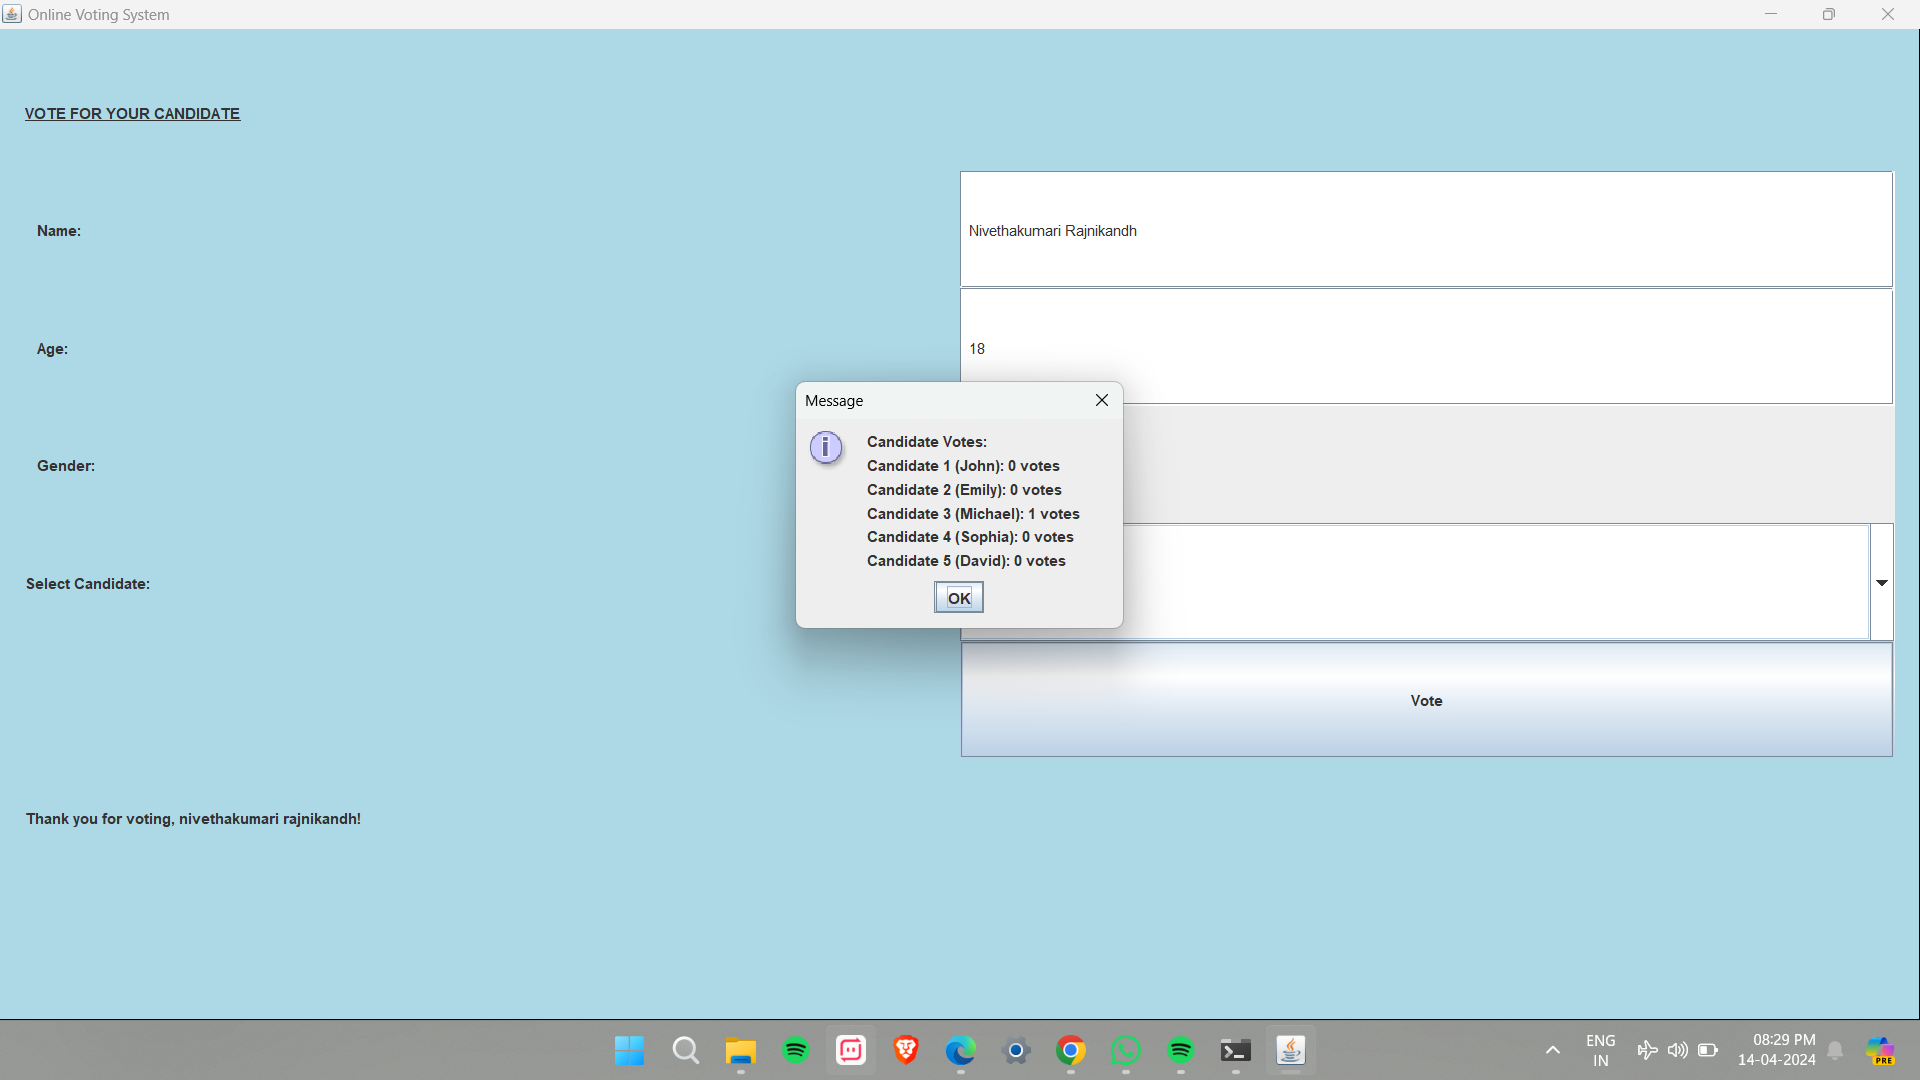 Online Voting System
VOTE FOR YOUR CANDIDATE
Name:
Nivethakumari Rajnikandh
Age:
18
Message
Candidate Votes:
Candidate 1 (John): 0 votes
Candidate 2 (Emily): 0 votes
Candidate 3 (Michael): 1 votes
Candidate 4 (Sophia): 0 votes
Candidate 5 (David): 0 votes
OK
Gender:
Select Candidate:
Vote
Thank you for voting, nivethakumari rajnikandh!
ENG
IN
08:29 PM
14-04-2024
PRE